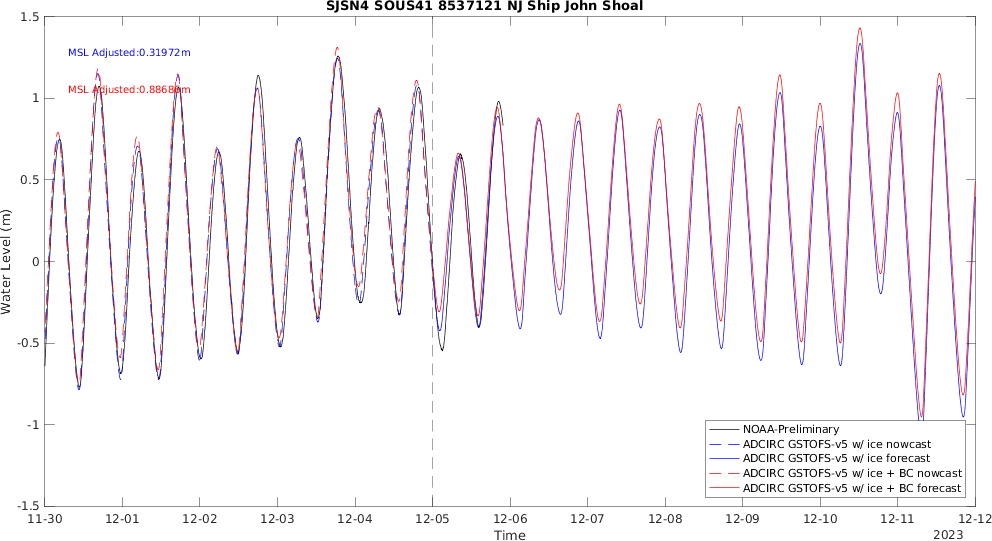 SJSN4 SOUS41 8537121 NJ Ship John Shoal
1.5
1
0.5
0
-0.5
-1
-1.5
Water Level (m)
MSL Adjusted:0.31972m
MSL
NOAA-Preliminary
ADCIRC GSTOFS-v5 w/ ice nowcast
ADCIRC GSTOFS-v5 w/ ice forecast
ADCIRC GSTOFS-v5 w/ ice + BC nowcast
ADCIRC GSTOFS-v5 w/ ice + BC forecast
11-30 12-01 12-02 12-03 12-04 12-05 12-06 12-07 12-08 12-09 12-10 12-11 12-12
Time
2023